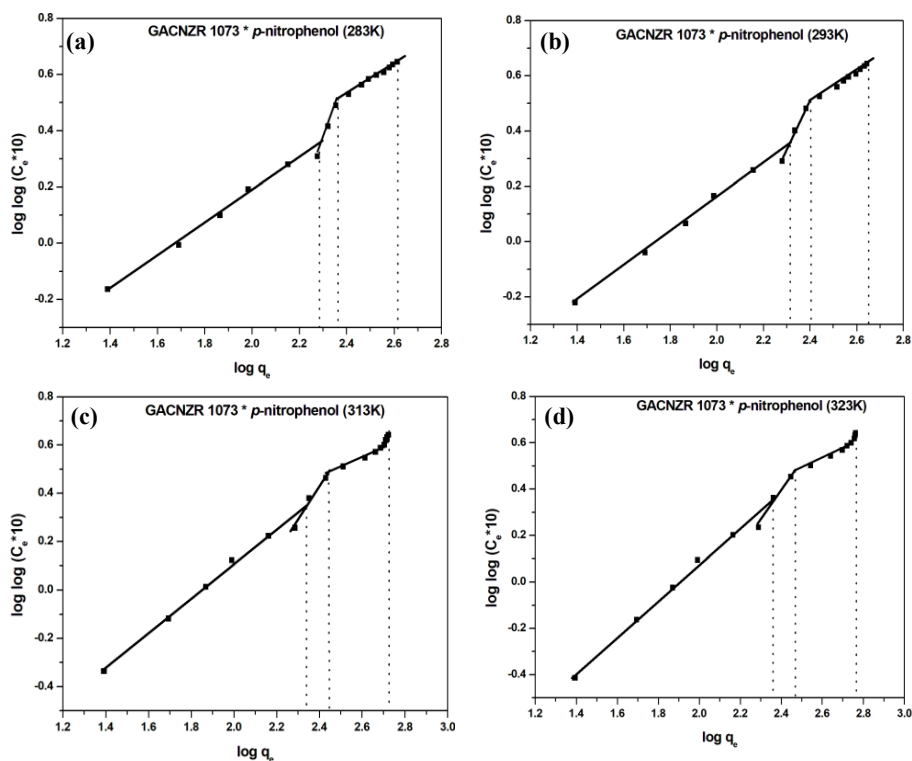 (a)
GACNZR 1073 * p-nitrophenol (283K)
log log (Ce*10)
0.8
0.6
0.4
0.2
0.0
-0.2
1.2 1.4 1.6 1.8 2.0 2.2 2.4 2.6 2.8
log qe
(b)
GACNZR 1073 * p-nitrophenol (293K)
log log (Ce*10)
0.8
0.6
0.4
0.2
0.0
-0.2
1.2 1.4 1.6 1.8 2.0 2.2 2.4 2.6 2.8
log qe
(c)
GACNZR 1073 * p-nitrophenol (313K)
log log (Ce*10)
0.8
0.6
0.4
0.2
0.0
-0.2
-0.4
1.2 1.4 1.6 1.8 2.0 2.2 2.4 2.6 2.8 3.0
log qe
(d)
GACNZR 1073 * p-nitrophenol (323K)
log log (Ce*10)
0.8
0.6
0.4
0.2
0.0
-0.2
-0.4
1.2 1.4 1.6 1.8 2.0 2.2 2.4 2.6 2.8 3.0
log qe